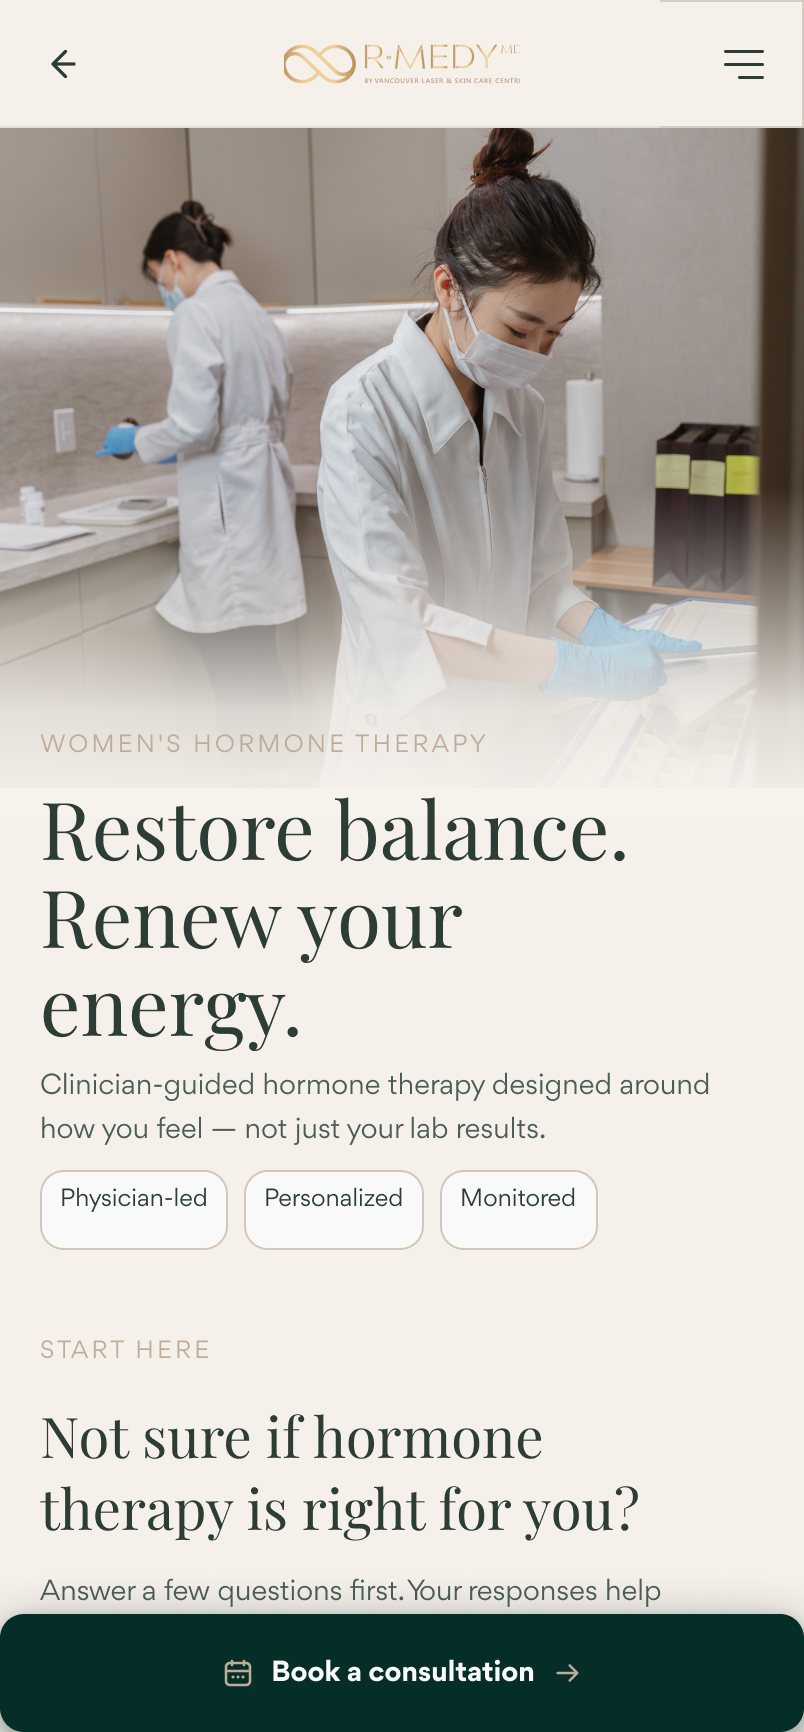 R·MEDY MD
BY VANCOUVER LASER & SKIN CARE CENTR
WOMEN'S HORMONE THERAPY
Restore balance.
Renew your
energy.
Clinician-guided hormone therapy designed around
how you feel — not just your lab results.
Physician-led Personalized Monitored
START HERE
Not sure if hormone
therapy is right for you?
Answer a few questions first. Your responses help
Book a consultation